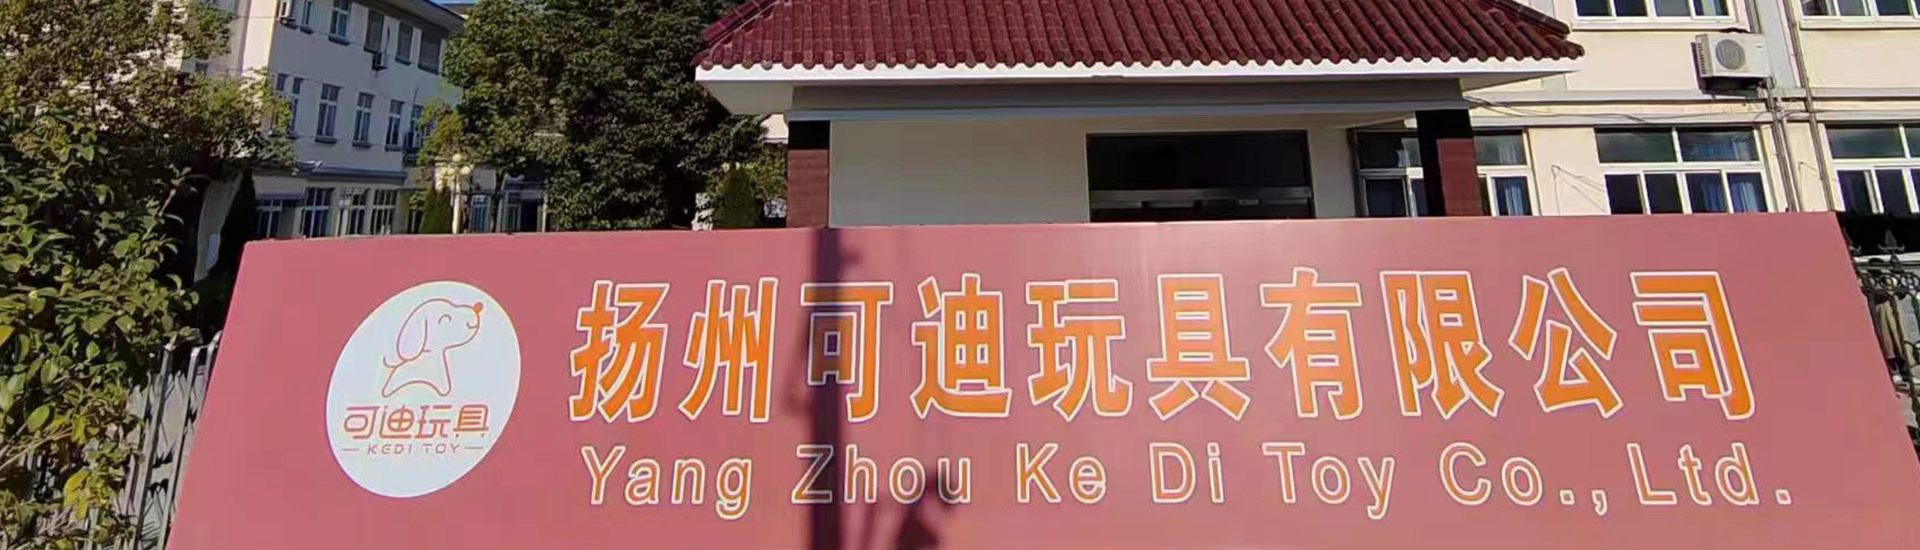 扬州可迪玩具有限公司
Yang Zhou Ke Di Toy Co., Ltd.
可迪玩具
KEDI TOY